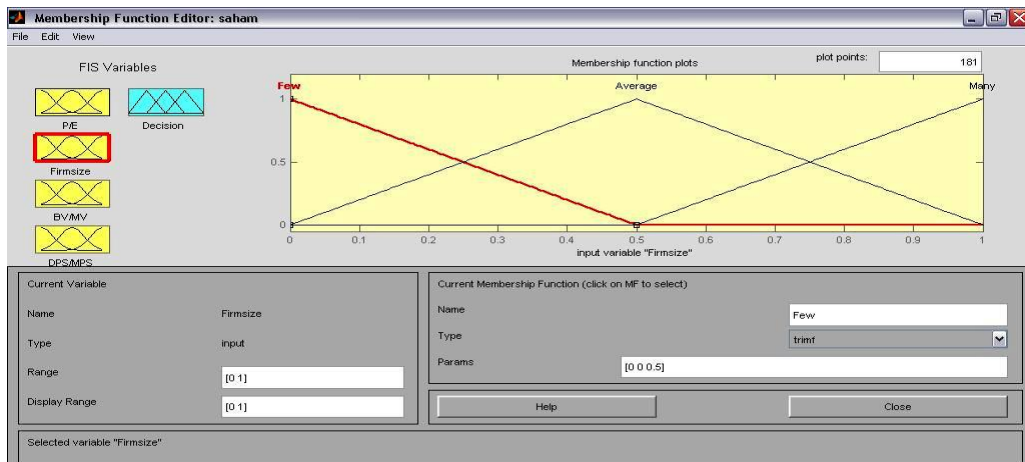 Membership Function Editor: saham
File Edit View
FIS Variables
P/E
Decision
Firmsize
BV/MV
DPS/MPS
Membership function plots
plot points:
181
Few
Average
Many
1
0.5
0
0 0.1 0.2 0.3 0.4 0.5 0.6 0.7 0.8 0.9 1
input variable "Firmsize"
Current Variable
Name Firmsize
Type input
Range [0 1]
Display Range [0 1]
Current Membership Function (click on MF to select)
Name Few
Type trimf
Params [0 0 0.5]
Help
Close
Selected variable "Firmsize"